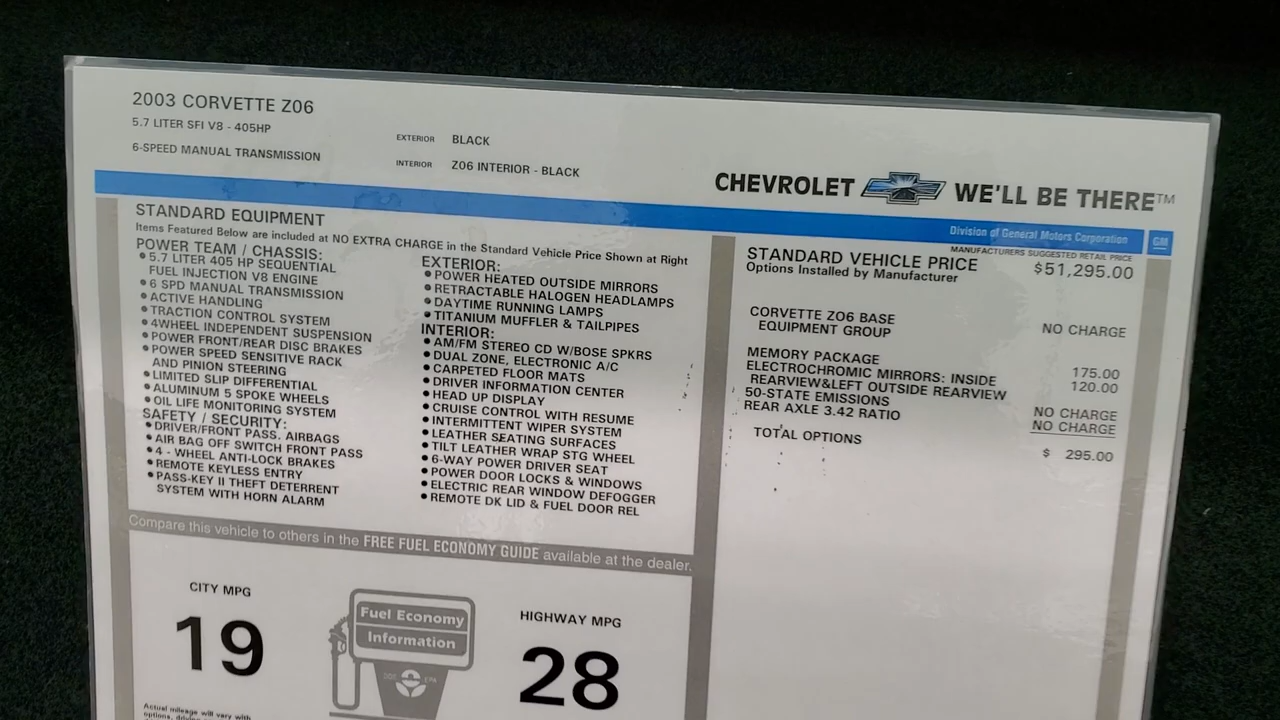 2003 CORVETTE Z06
5.7 LITER SFI V8 - 405HP
6-SPEED MANUAL TRANSMISSION
EXTERIOR BLACK
INTERIOR Z06 INTERIOR - BLACK
CHEVROLET WE'LL BE THERE™
Division of General Motors Corporation GM
STANDARD EQUIPMENT
Items Featured Below are included at NO EXTRA CHARGE in the Standard Vehicle Price Shown at Right
POWER TEAM / CHASSIS:
• 5.7 LITER 405 HP SEQUENTIAL
FUEL INJECTION V8 ENGINE
• 6 SPD MANUAL TRANSMISSION
• ACTIVE HANDLING
• TRACTION CONTROL SYSTEM
• 4WHEEL INDEPENDENT SUSPENSION
• POWER FRONT/REAR DISC BRAKES
• POWER SPEED SENSITIVE RACK
AND PINION STEERING
• LIMITED SLIP DIFFERENTIAL
• ALUMINUM 5 SPOKE WHEELS
• OIL LIFE MONITORING SYSTEM
SAFETY / SECURITY:
• DRIVER/FRONT PASS. AIRBAGS
• AIR BAG OFF SWITCH FRONT PASS
• 4 - WHEEL ANTI-LOCK BRAKES
• REMOTE KEYLESS ENTRY
• PASS-KEY II THEFT DETERRENT
SYSTEM WITH HORN ALARM
EXTERIOR:
• POWER HEATED OUTSIDE MIRRORS
• RETRACTABLE HALOGEN HEADLAMPS
• DAYTIME RUNNING LAMPS
• TITANIUM MUFFLER & TAILPIPES
INTERIOR:
• AM/FM STEREO CD W/BOSE SPKRS
• DUAL ZONE, ELECTRONIC A/C
• CARPETED FLOOR MATS
• DRIVER INFORMATION CENTER
• HEAD UP DISPLAY
• CRUISE CONTROL WITH RESUME
• INTERMITTENT WIPER SYSTEM
• LEATHER SEATING SURFACES
• TILT LEATHER WRAP STG WHEEL
• 6-WAY POWER DRIVER SEAT
• POWER DOOR LOCKS & WINDOWS
• ELECTRIC REAR WINDOW DEFOGGER
• REMOTE DK LID & FUEL DOOR REL
MANUFACTURERS SUGGESTED RETAIL PRICE
STANDARD VEHICLE PRICE $51,295.00
Options Installed by Manufacturer
CORVETTE Z06 BASE
EQUIPMENT GROUP NO CHARGE
MEMORY PACKAGE 175.00
ELECTROCHROMIC MIRRORS: INSIDE 120.00
REARVIEW&LEFT OUTSIDE REARVIEW
50-STATE EMISSIONS NO CHARGE
REAR AXLE 3.42 RATIO NO CHARGE
TOTAL OPTIONS $ 295.00
Compare this vehicle to others in the FREE FUEL ECONOMY GUIDE available at the dealer.
CITY MPG
19
Fuel Economy
Information
DOE EPA
HIGHWAY MPG
28
Actual mileage will vary with